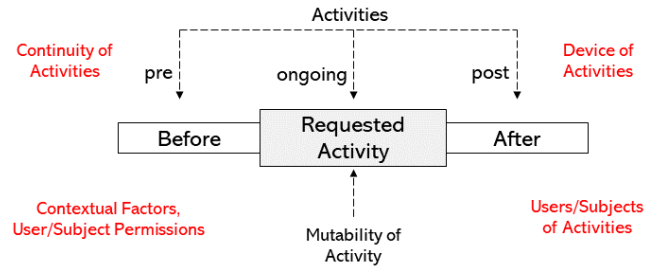 Activities
Continuity of
Activities
Device of
Activities
pre
ongoing
post
Before
Requested
Activity
After
Contextual Factors,
User/Subject Permissions
Users/Subjects
of Activities
Mutability of
Activity